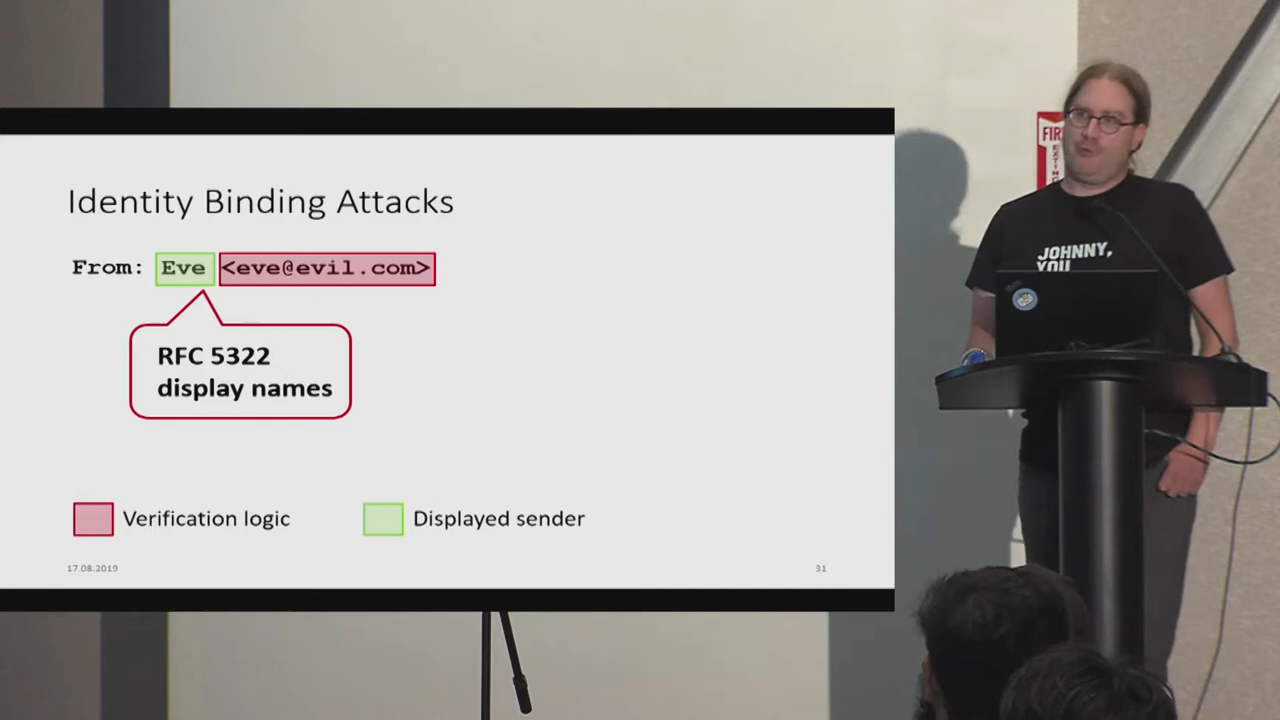 Identity Binding Attacks
From: Eve <eve@evil.com>
RFC 5322
display names
Verification logic
Displayed sender
17.08.2019
31
JOHNNY,
YOU